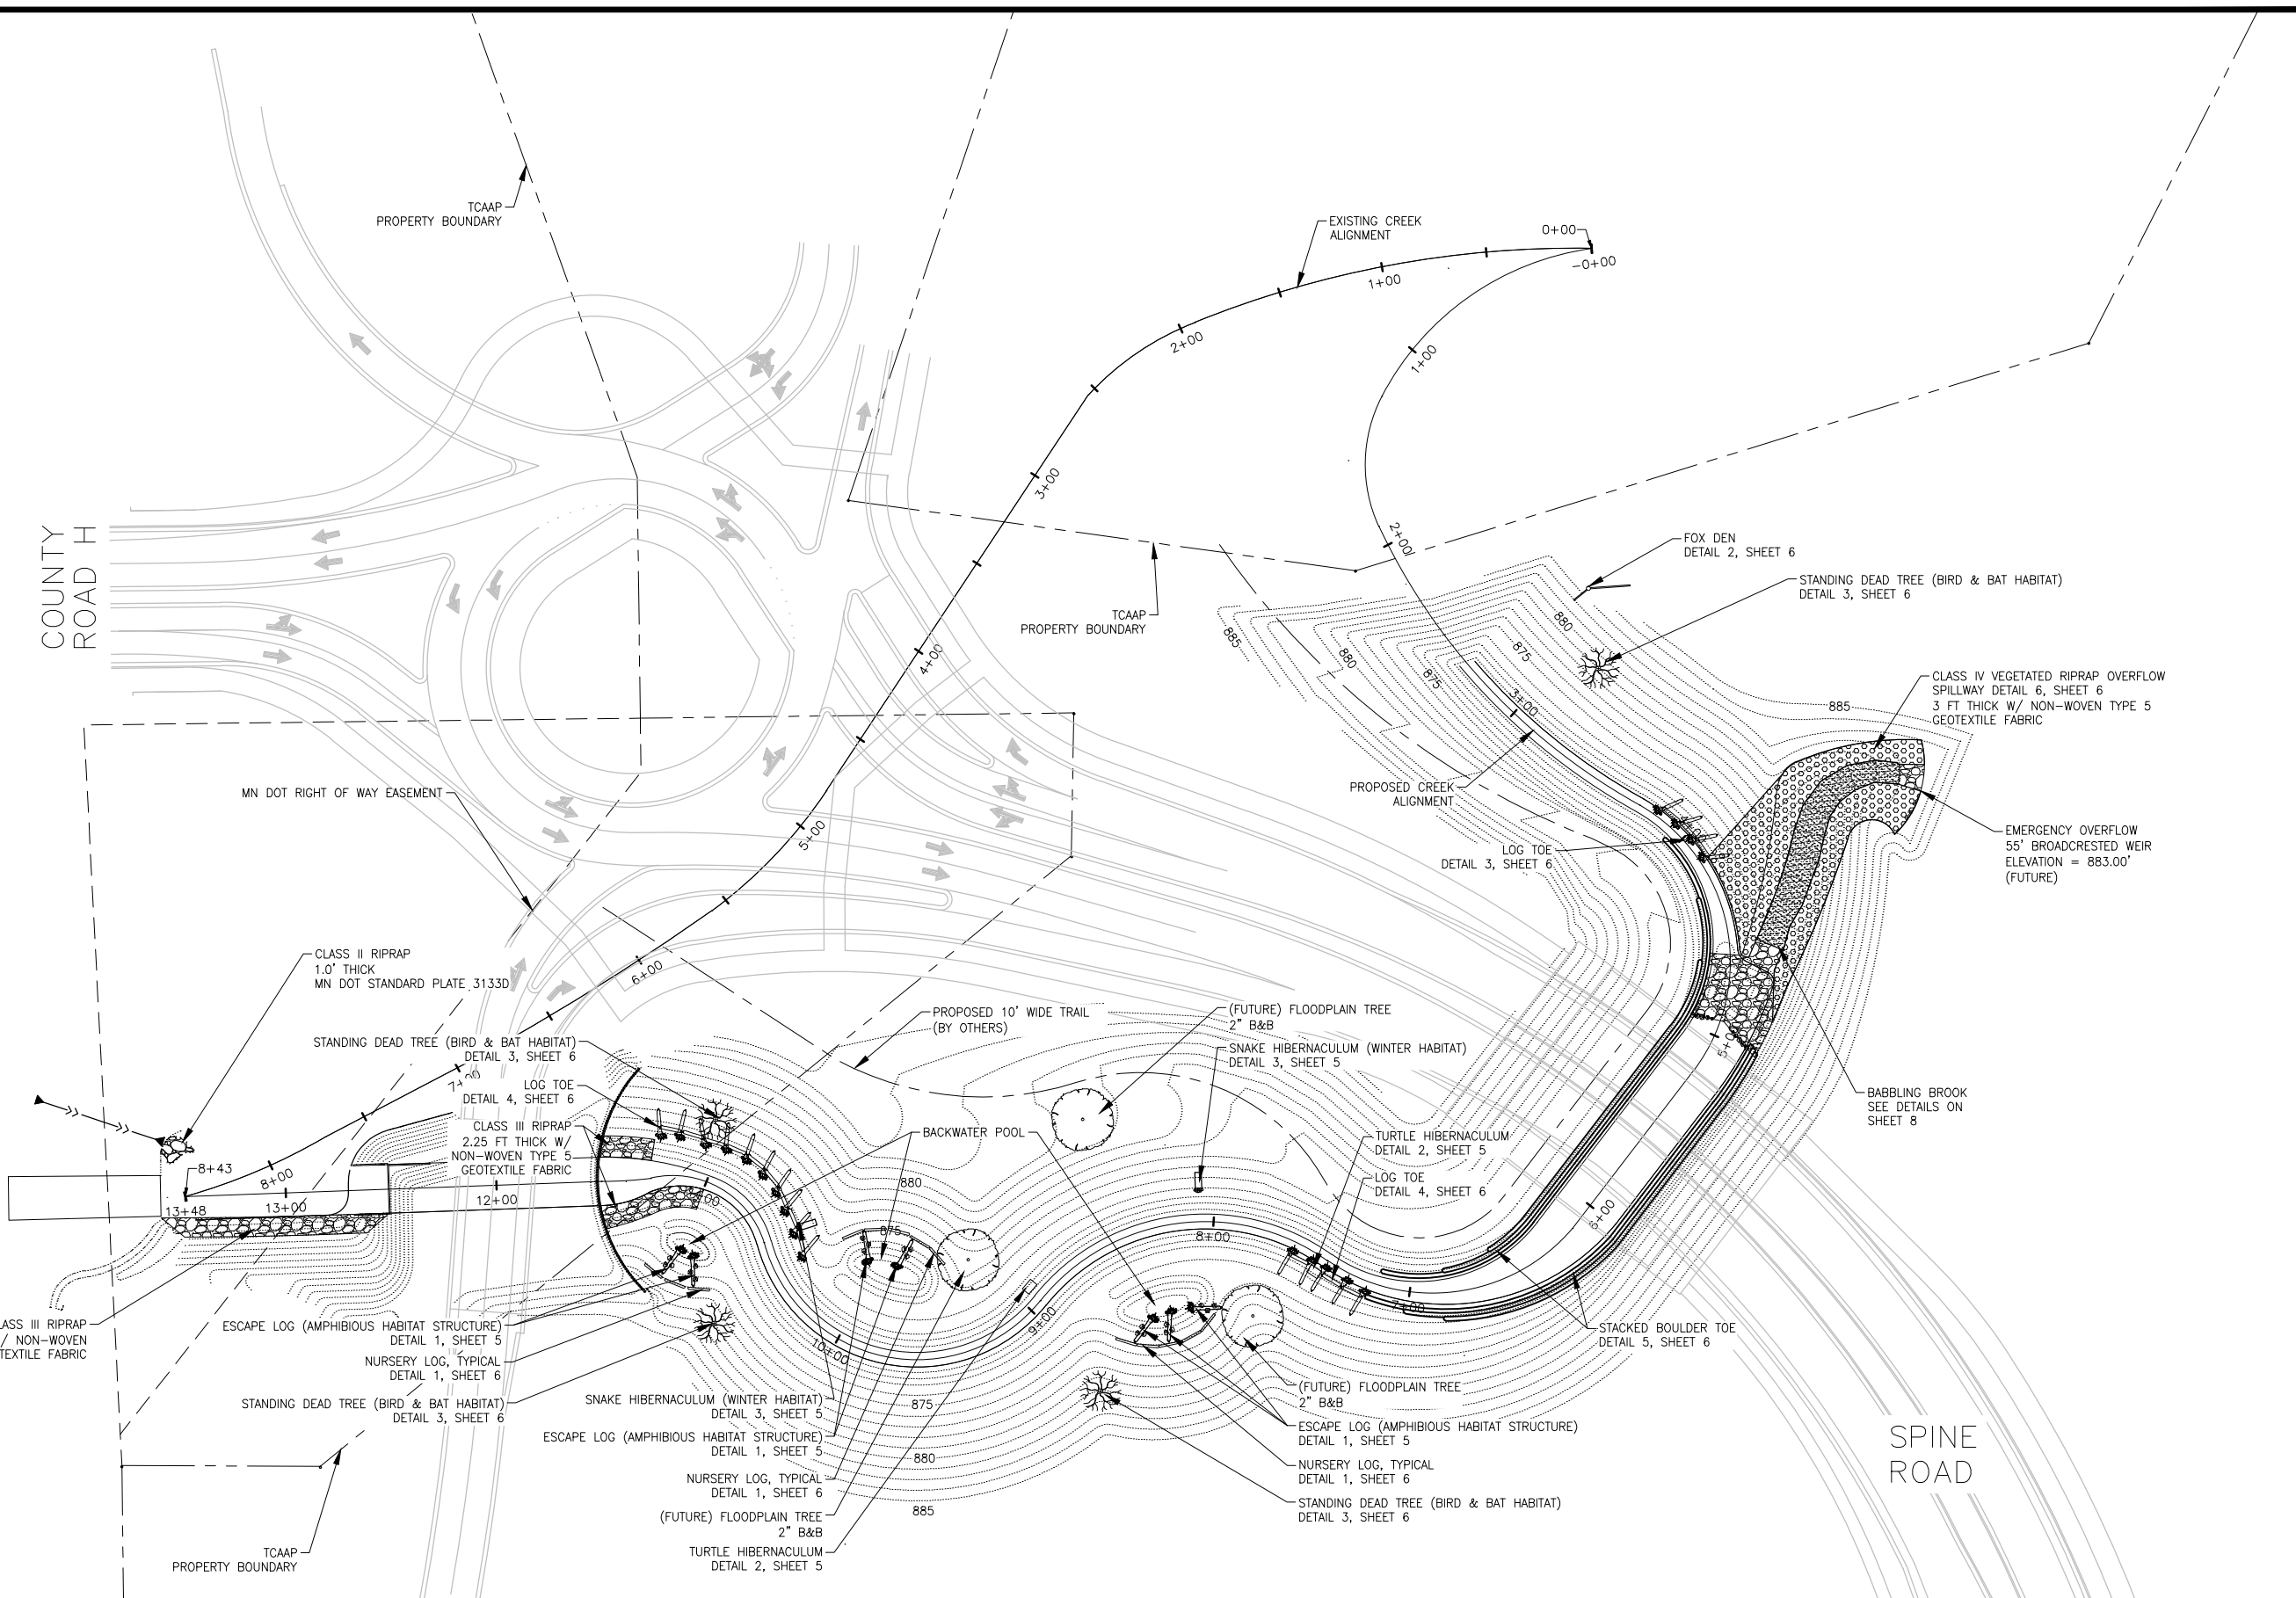 TCAAP
PROPERTY BOUNDARY
EXISTING CREEK
ALIGNMENT
0+00
-0+00
1+00
2+00
1+00
3+00
2+00
COUNTY
ROAD H
FOX DEN
DETAIL 2, SHEET 6
STANDING DEAD TREE (BIRD & BAT HABITAT)
DETAIL 3, SHEET 6
TCAAP
PROPERTY BOUNDARY
885
880
875
875
880
4+00
3+00
885
CLASS IV VEGETATED RIPRAP OVERFLOW
SPILLWAY DETAIL 6, SHEET 6
3 FT THICK W/ NON-WOVEN TYPE 5
GEOTEXTILE FABRIC
MN DOT RIGHT OF WAY EASEMENT
PROPOSED CREEK
ALIGNMENT
5+00
LOG TOE
DETAIL 3, SHEET 6
EMERGENCY OVERFLOW
55' BROADCRESTED WEIR
ELEVATION = 883.00'
(FUTURE)
CLASS II RIPRAP
1.0' THICK
MN DOT STANDARD PLATE 3133D
6+00
PROPOSED 10' WIDE TRAIL
(BY OTHERS)
(FUTURE) FLOODPLAIN TREE
2" B&B
STANDING DEAD TREE (BIRD & BAT HABITAT)
DETAIL 3, SHEET 6
SNAKE HIBERNACULUM (WINTER HABITAT)
DETAIL 3, SHEET 5
LOG TOE
DETAIL 4, SHEET 6
BABBLING BROOK
SEE DETAILS ON
SHEET 8
CLASS III RIPRAP
2.25 FT THICK W/
NON-WOVEN TYPE 5
GEOTEXTILE FABRIC
BACKWATER POOL
TURTLE HIBERNACULUM
DETAIL 2, SHEET 5
LOG TOE
DETAIL 4, SHEET 6
8+43
8+00
13+48
13+00
12+00
880
875
8+00
6+00
7+00
9+00
10+00
CLASS III RIPRAP
W/ NON-WOVEN
GEOTEXTILE FABRIC
ESCAPE LOG (AMPHIBIOUS HABITAT STRUCTURE)
DETAIL 1, SHEET 5
NURSERY LOG, TYPICAL
DETAIL 1, SHEET 6
STANDING DEAD TREE (BIRD & BAT HABITAT)
DETAIL 3, SHEET 6
STACKED BOULDER TOE
DETAIL 5, SHEET 6
SNAKE HIBERNACULUM (WINTER HABITAT)
DETAIL 3, SHEET 5
ESCAPE LOG (AMPHIBIOUS HABITAT STRUCTURE)
DETAIL 1, SHEET 5
NURSERY LOG, TYPICAL
DETAIL 1, SHEET 6
(FUTURE) FLOODPLAIN TREE
2" B&B
TURTLE HIBERNACULUM
DETAIL 2, SHEET 5
875
880
885
(FUTURE) FLOODPLAIN TREE
2" B&B
ESCAPE LOG (AMPHIBIOUS HABITAT STRUCTURE)
DETAIL 1, SHEET 5
NURSERY LOG, TYPICAL
DETAIL 1, SHEET 6
STANDING DEAD TREE (BIRD & BAT HABITAT)
DETAIL 3, SHEET 6
SPINE
ROAD
TCAAP
PROPERTY BOUNDARY